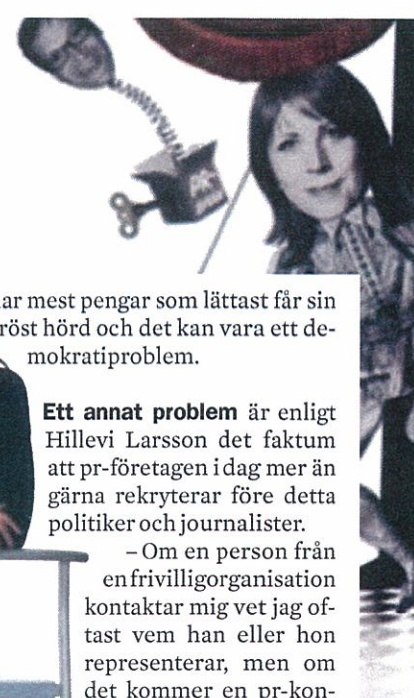 ar mest pengar som lättast får sin
röst hörd och det kan vara ett de-
mokratiproblem.
Ett annat problem är enligt
Hillevi Larsson det faktum
att pr-företagen idag mer än
gärna rekryterar före detta
politiker och journalister.
– Om en person från
en frivilligorganisation
kontaktar mig vet jag of-
tast vem han eller hon
representerar, men om
det kommer en pr-kon-